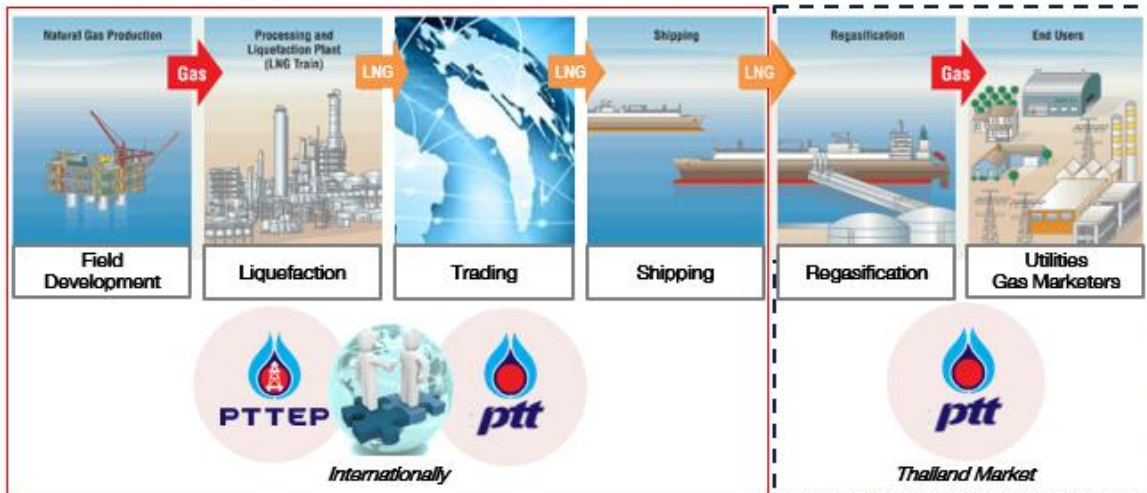 Natural Gas Production
Gas
Processing and
Liquefaction Plant
(LNG Train)
LNG
LNG
Shipping
LNG
Regasification
Gas
End Users
Field
Development
Liquefaction
Trading
Shipping
Regasification
Utilities
Gas Marketers
PTTEP
ptt
Internationally
ptt
Thailand Market